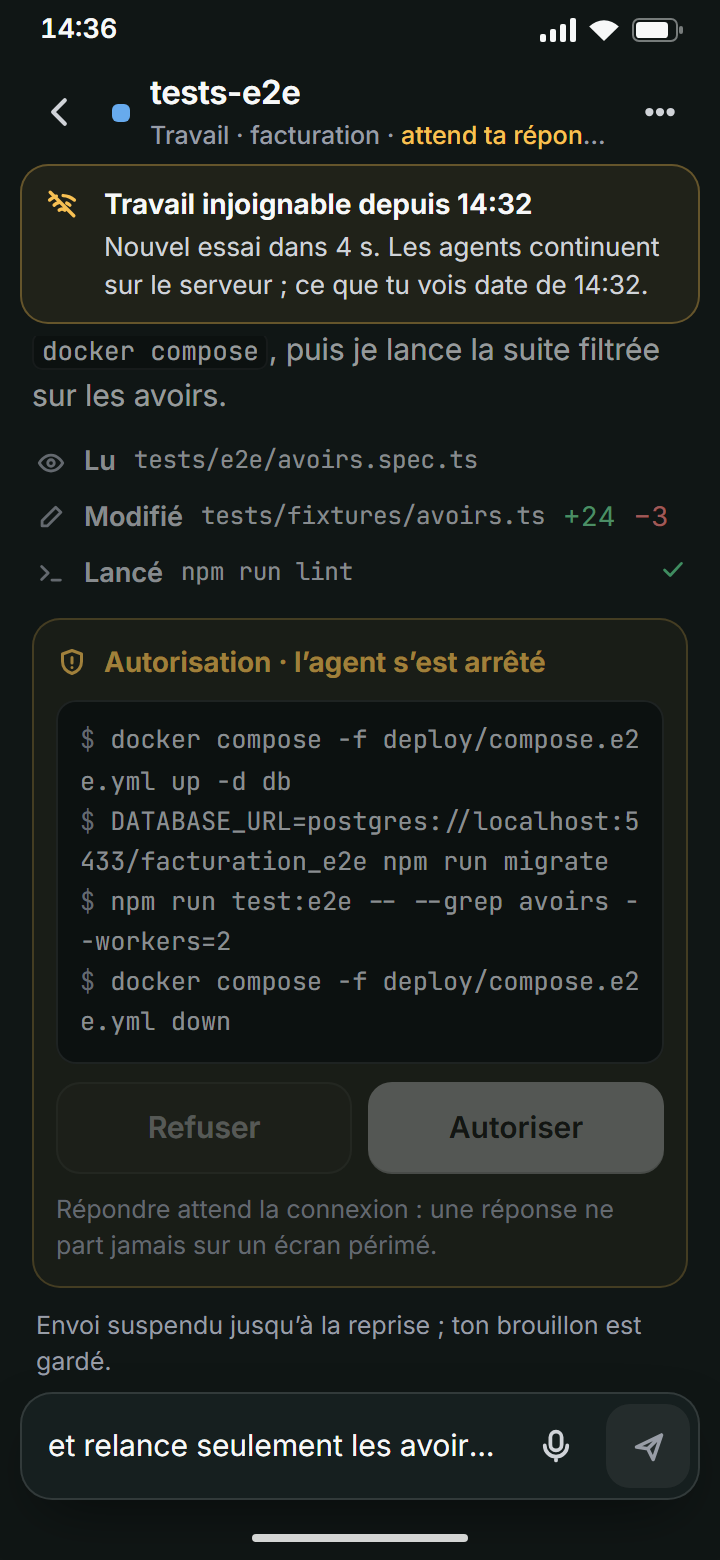 14:36
tests-e2e
Travail · facturation · attend ta répon…
Travail injoignable depuis 14:32
Nouvel essai dans 4 s. Les agents continuent
sur le serveur ; ce que tu vois date de 14:32.
docker compose, puis je lance la suite filtrée
sur les avoirs.
Lu tests/e2e/avoirs.spec.ts
Modifié tests/fixtures/avoirs.ts +24 −3
Lancé npm run lint
Autorisation · l’agent s’est arrêté
$ docker compose -f deploy/compose.e2
e.yml up -d db
$ DATABASE_URL=postgres://localhost:5
433/facturation_e2e npm run migrate
$ npm run test:e2e -- --grep avoirs -
-workers=2
$ docker compose -f deploy/compose.e2
e.yml down
Refuser
Autoriser
Répondre attend la connexion : une réponse ne
part jamais sur un écran périmé.
Envoi suspendu jusqu’à la reprise ; ton brouillon est
gardé.
et relance seulement les avoir…